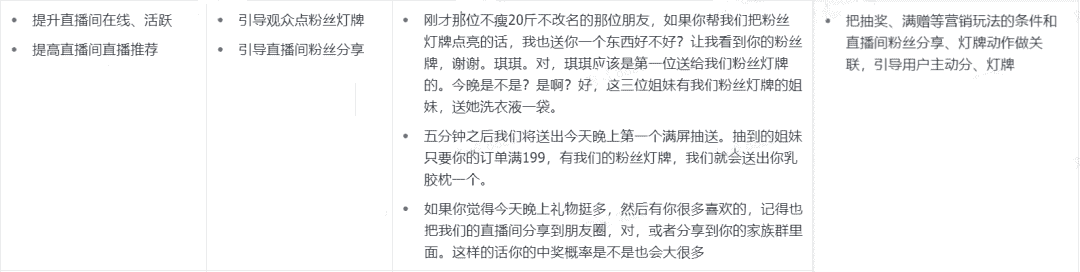 提升直播间在线、活跃
提高直播间直播推荐
引导观众点粉丝灯牌
引导直播间粉丝分享
刚才那位不瘦20斤不改名的那位朋友，如果你帮我们把粉丝
灯牌点亮的话，我也送你一个东西好不好？让我看到你的粉丝
牌，谢谢。琪琪。对，琪琪应该是第一位送给我们粉丝灯牌
的。今晚是不是？是啊？好，这三位姐妹有我们粉丝灯牌的姐
妹，送她洗衣液一袋。
五分钟之后我们将送出今天晚上第一个满屏抽送。抽到的姐妹
只要你的订单满199，有我们的粉丝灯牌，我们就会送出你乳
胶枕一个。
如果你觉得今天晚上礼物挺多，然后有你很多喜欢的，记得也
把我们的直播间分享到朋友圈，对，或者分享到你的家族群里
面。这样的话你的中奖概率是不是也会大很多
把抽奖、满赠等营销玩法的条件和
直播间粉丝分享、灯牌动作做关
联，引导用户主动分、灯牌